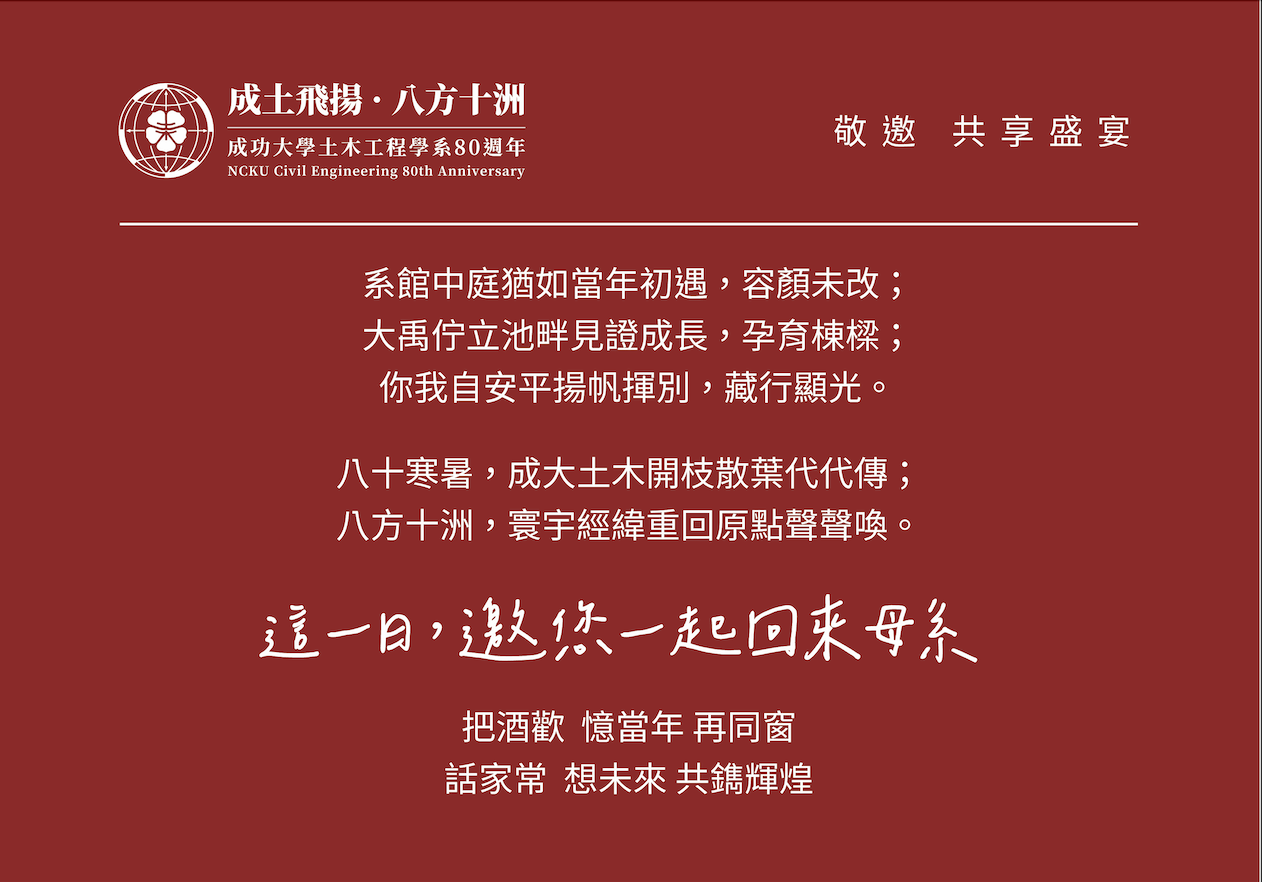 成土飛揚·八方十洲
成功大學土木工程學系80週年
NCKU Civil Engineering 80th Anniversary
敬邀 共享盛宴
系館中庭猶如當年初遇，容顏未改；
大禹佇立池畔見證成長，孕育棟樑；
你我自安平揚帆揮別，藏行顯光。
八十寒暑，成大土木開枝散葉代代傳；
八方十洲，寰宇經緯重回原點聲聲喚。
這一日，邀您一起回來母系
把酒歡 憶當年 再同窗
話家常 想未來 共鐫輝煌